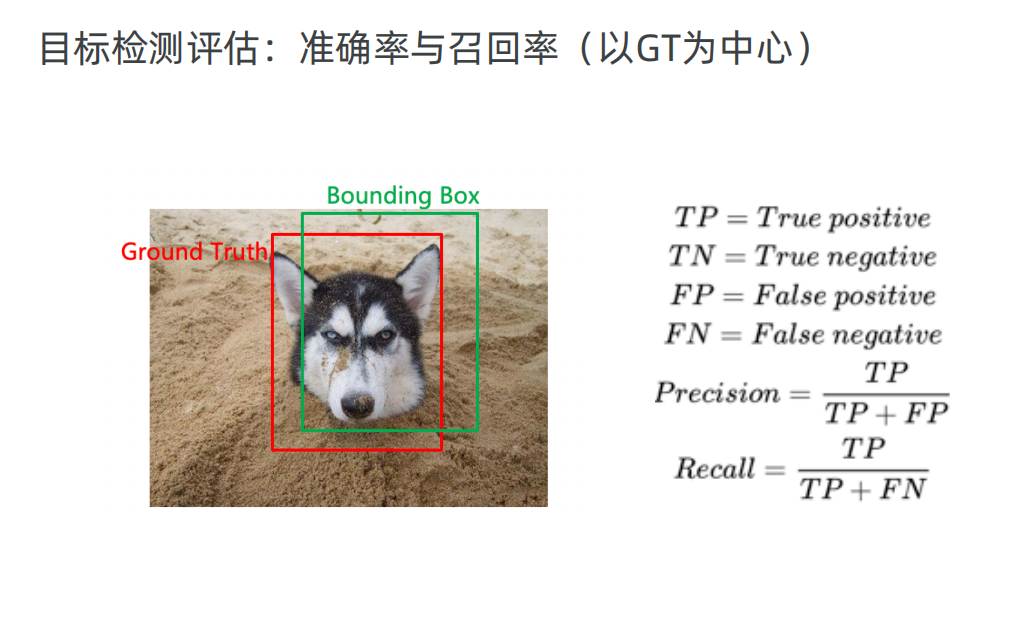 目标检测评估：准确率与召回率（以GT为中心）
Bounding Box
Ground Truth
TP = True positive
TN = True negative
FP = False positive
FN = False negative
Precision = TP / TP + FP
Recall = TP / TP + FN